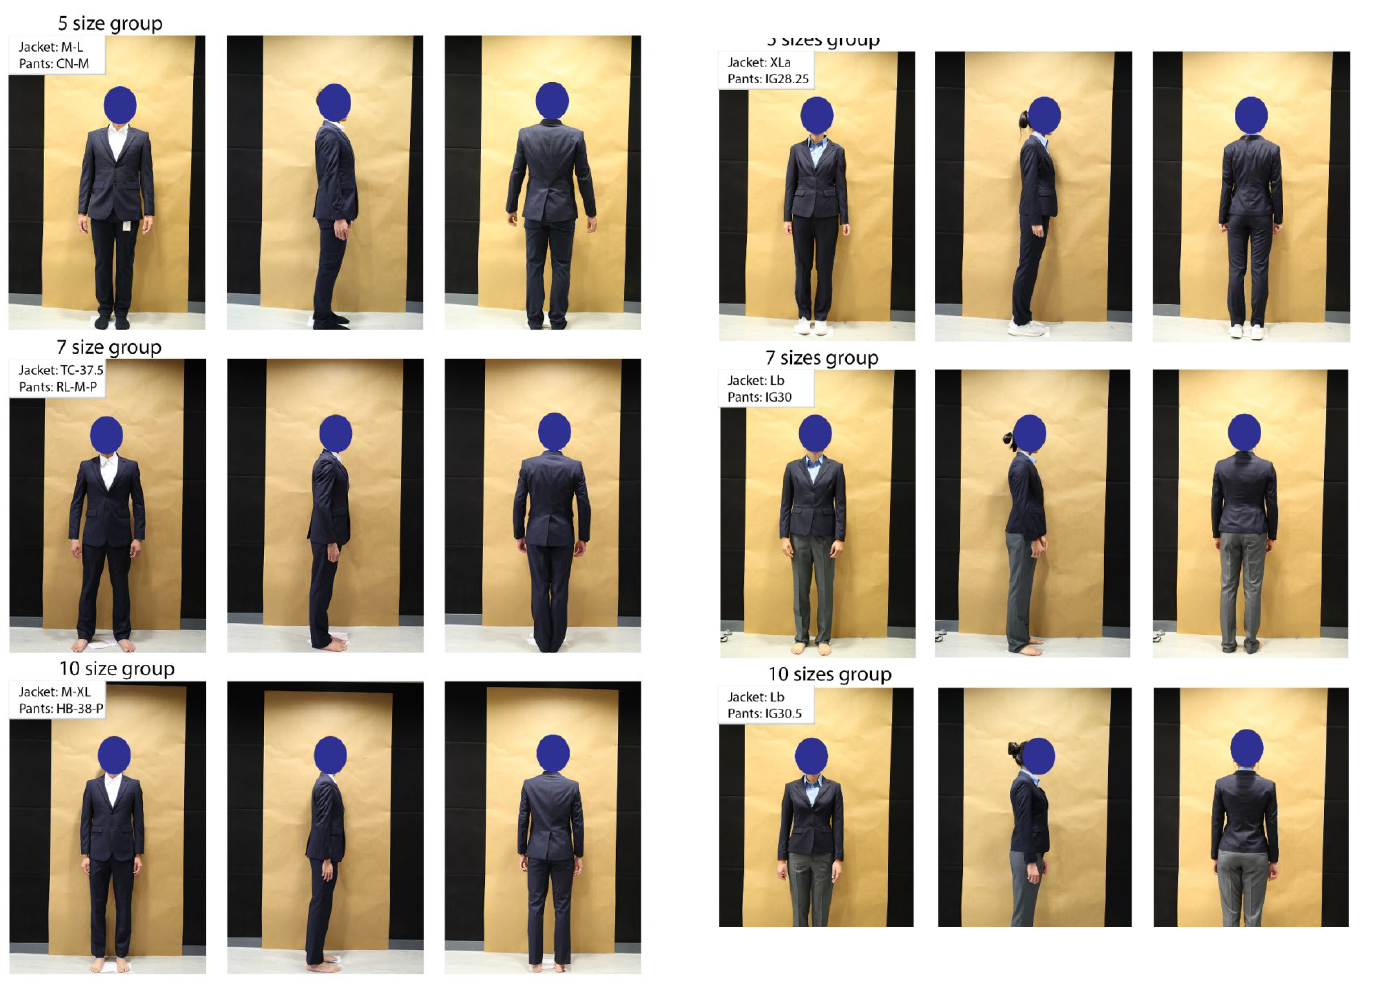 5 size group
Jacket: M-L
Pants: CN-M
7 size group
Jacket: TC-37.5
Pants: RL-M-P
10 size group
Jacket: M-XL
Pants: HB-38-P
5 sizes group
Jacket: XLa
Pants: IG28.25
7 sizes group
Jacket: Lb
Pants: IG30
10 sizes group
Jacket: Lb
Pants: IG30.5